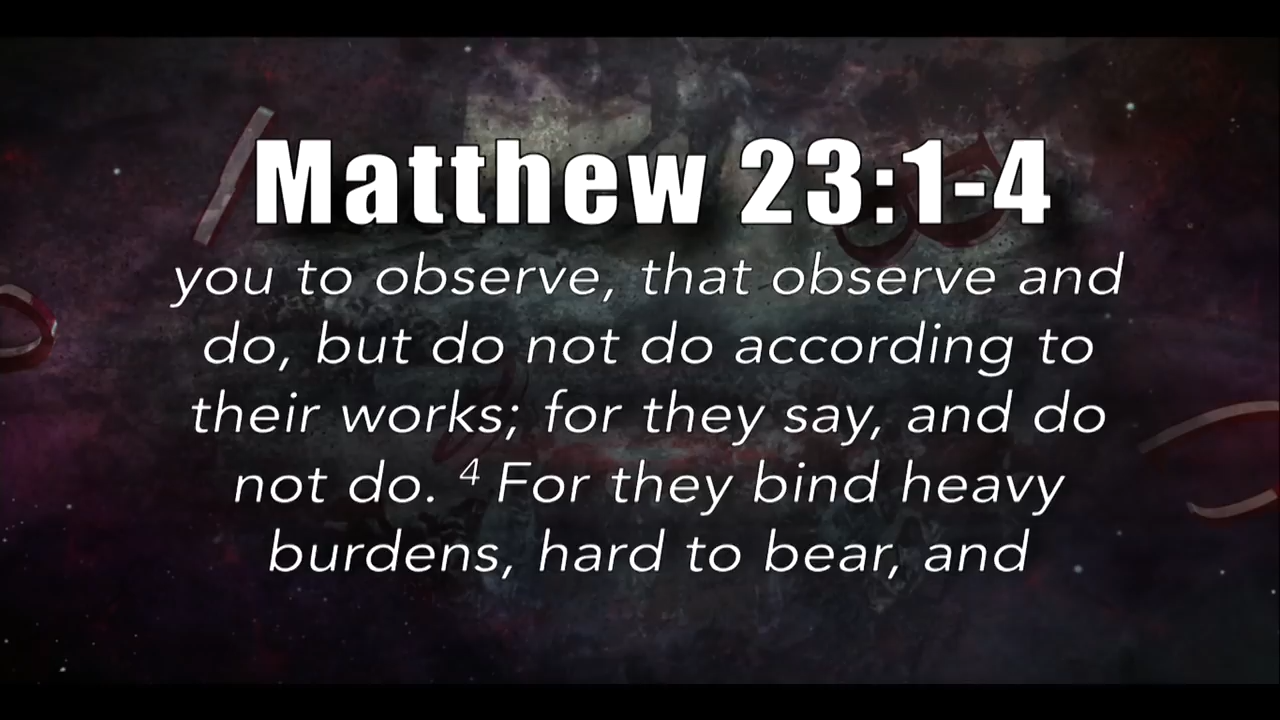 Matthew 23:1-4
you to observe, that observe and
do, but do not do according to
their works; for they say, and do
not do. ⁴ For they bind heavy
burdens, hard to bear, and